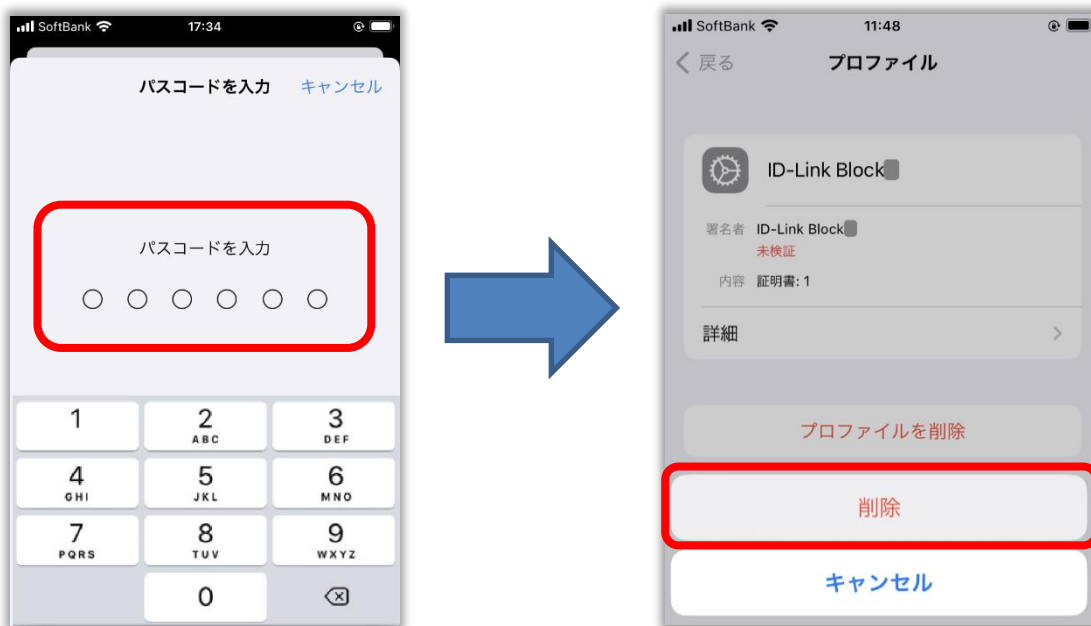 SoftBank 17:34
パスコードを入力 キャンセル
パスコードを入力
1
2
ABC
3
DEF
4
GHI
5
JKL
6
MNO
7
PQRS
8
TUV
9
WXYZ
0
SoftBank 11:48
戻る プロファイル
ID-Link Block
署名者 ID-Link Block
未検証
内容 証明書: 1
詳細
プロファイルを削除
削除
キャンセル